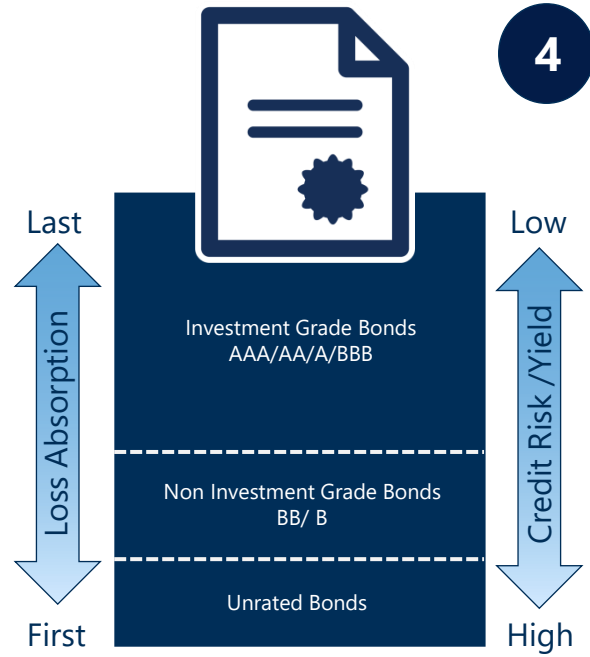 4
Last
Low
Investment Grade Bonds
AAA/AA/A/BBB
Loss Absorption
Credit Risk /Yield
Non Investment Grade Bonds
BB/ B
Unrated Bonds
First
High